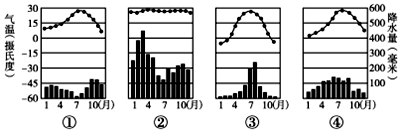 气温（摄氏度） 30 15 0 -15 -30 -45 -60
降水量（毫米） 600 500 400 300 200 100 0
1 4 7 10(月) 1 4 7 10(月) 1 4 7 10(月) 1 4 7 10(月)
① ② ③ ④